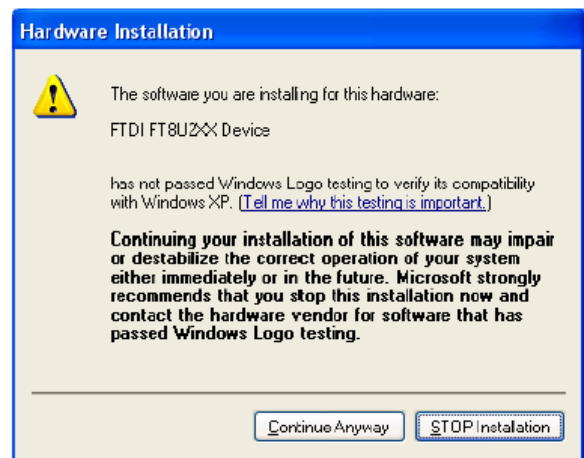 Hardware Installation
The software you are installing for this hardware:
FTDI FT8U2XX Device
has not passed Windows Logo testing to verify its compatibility
with Windows XP. (Tell me why this testing is important.)
Continuing your installation of this software may impair
or destabilize the correct operation of your system
either immediately or in the future. Microsoft strongly
recommends that you stop this installation now and
contact the hardware vendor for software that has
passed Windows Logo testing.
Continue Anyway
STOP Installation